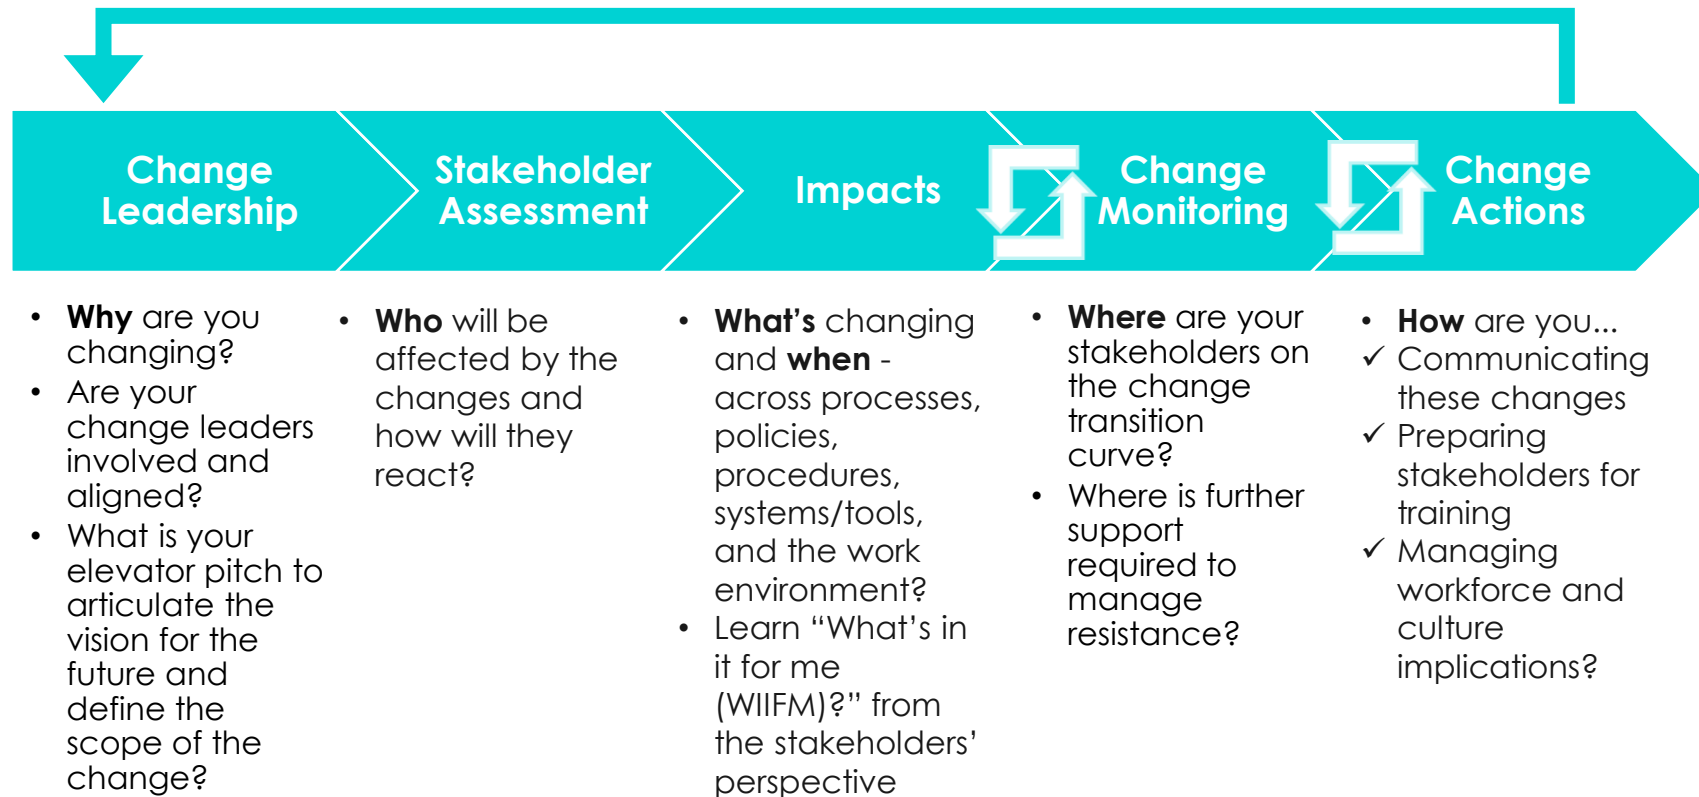 Change
Leadership
Stakeholder
Assessment
Impacts
Change
Monitoring
Change
Actions
• Why are you
changing?
• Are your
change leaders
involved and
aligned?
• What is your
elevator pitch to
articulate the
vision for the
future and
define the
scope of the
change?
• Who will be
affected by the
changes and
how will they
react?
• What's changing
and when -
across processes,
policies,
procedures,
systems/tools,
and the work
environment?
• Learn “What's in
it for me
(WIIFM)?” from
the stakeholders’
perspective
• Where are your
stakeholders on
the change
transition
curve?
• Where is further
support
required to
manage
resistance?
• How are you...
✓ Communicating
these changes
✓ Preparing
stakeholders for
training
✓ Managing
workforce and
culture
implications?